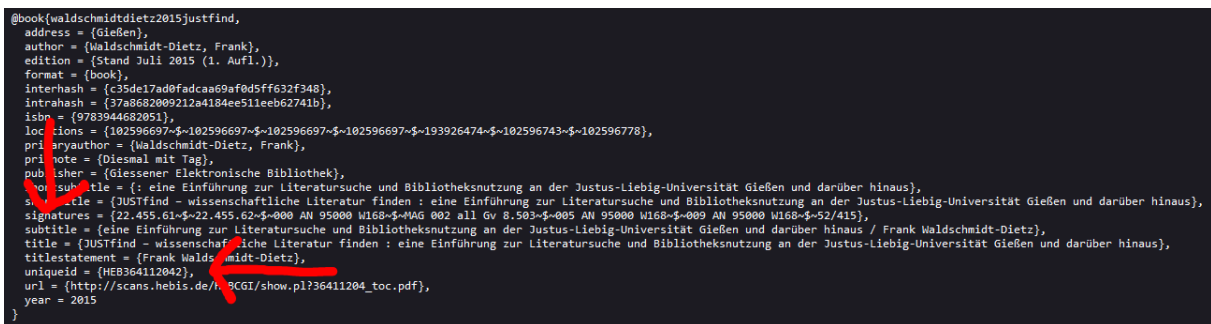 @book{waldschmidtdietz2015justfind,
address = {Gießen},
author = {Waldschmidt-Dietz, Frank},
edition = {Stand Juli 2015 (1. Aufl.)},
format = {book},
interhash = {c35de17ad0fadcaa69af0d5ff632f348},
intrahash = {37a8682009212a4184ee511eeb62741b},
isbn = {9783944682051},
locations = {102596697~$~102596697~$~102596697~$~102596697~$~193926474~$~102596743~$~102596778},
primaryauthor = {Waldschmidt-Dietz, Frank},
privnote = {Diesmal mit Tag},
publisher = {Giessener Elektronische Bibliothek},
shortsubtitle = {: eine Einführung zur Literatursuche und Bibliotheksnutzung an der Justus-Liebig-Universität Gießen und darüber hinaus},
shorttitle = {JUSTfind – wissenschaftliche Literatur finden : eine Einführung zur Literatursuche und Bibliotheksnutzung an der Justus-Liebig-Universität Gießen und darüber hinaus},
signatures = {22.455.61~$~22.455.62~$~000 AN 95000 W168~$~MAG 002 all Gv 8.503~$~005 AN 95000 W168~$~009 AN 95000 W168~$~52/415},
subtitle = {eine Einführung zur Literatursuche und Bibliotheksnutzung an der Justus-Liebig-Universität Gießen und darüber hinaus / Frank Waldschmidt-Dietz},
title = {JUSTfind – wissenschaftliche Literatur finden : eine Einführung zur Literatursuche und Bibliotheksnutzung an der Justus-Liebig-Universität Gießen und darüber hinaus},
titlestatement = {Frank Waldschmidt-Dietz},
uniqueid = {HEB364112042},
url = {http://scans.hebis.de/HEBCGI/show.pl?36411204_toc.pdf},
year = 2015
}